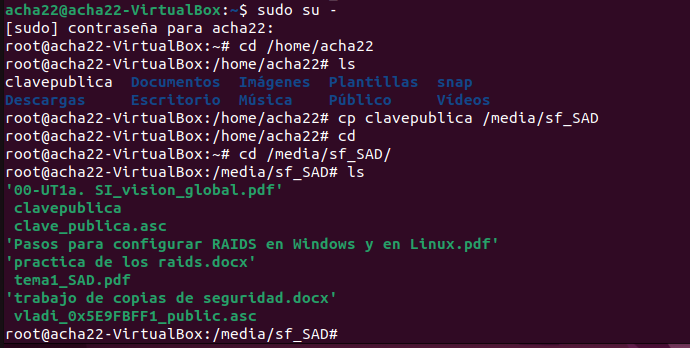 acha22@acha22-VirtualBox:~$ sudo su -
[sudo] contraseña para acha22:
root@acha22-VirtualBox:~# cd /home/acha22
root@acha22-VirtualBox:/home/acha22# ls
clavepublica  Documentos  Imágenes  Plantillas  snap
Descargas     Escritorio  Música    Público     Vídeos
root@acha22-VirtualBox:/home/acha22# cp clavepublica /media/sf_SAD
root@acha22-VirtualBox:/home/acha22# cd
root@acha22-VirtualBox:~# cd /media/sf_SAD/
root@acha22-VirtualBox:/media/sf_SAD# ls
'00-UT1a. SI_vision_global.pdf'
 clavepublica
 clave_publica.asc
'Pasos para configurar RAIDS en Windows y en Linux.pdf'
'practica de los raids.docx'
 tema1_SAD.pdf
'trabajo de copias de seguridad.docx'
 vladi_0x5E9FBFF1_public.asc
root@acha22-VirtualBox:/media/sf_SAD#